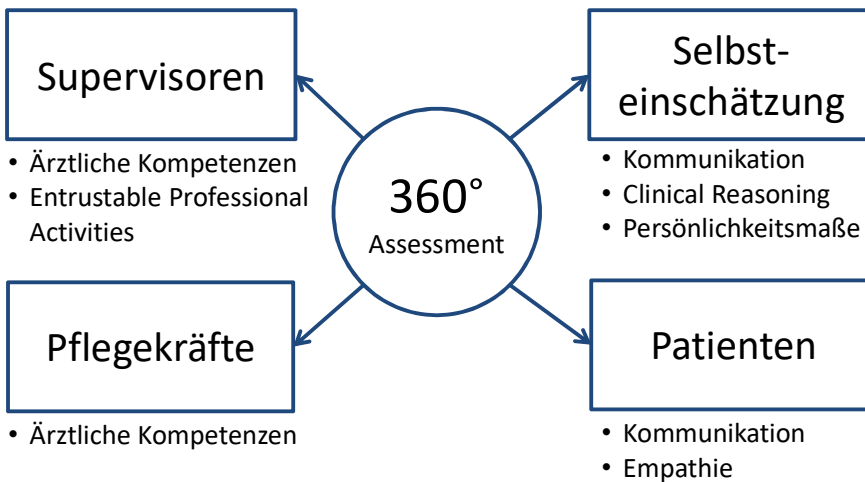 Supervisoren
• Ärztliche Kompetenzen
• Entrustable Professional
Activities
Selbst-
einschätzung
• Kommunikation
• Clinical Reasoning
• Persönlichkeitsmaße
360°
Assessment
Pflegekräfte
• Ärztliche Kompetenzen
Patienten
• Kommunikation
• Empathie